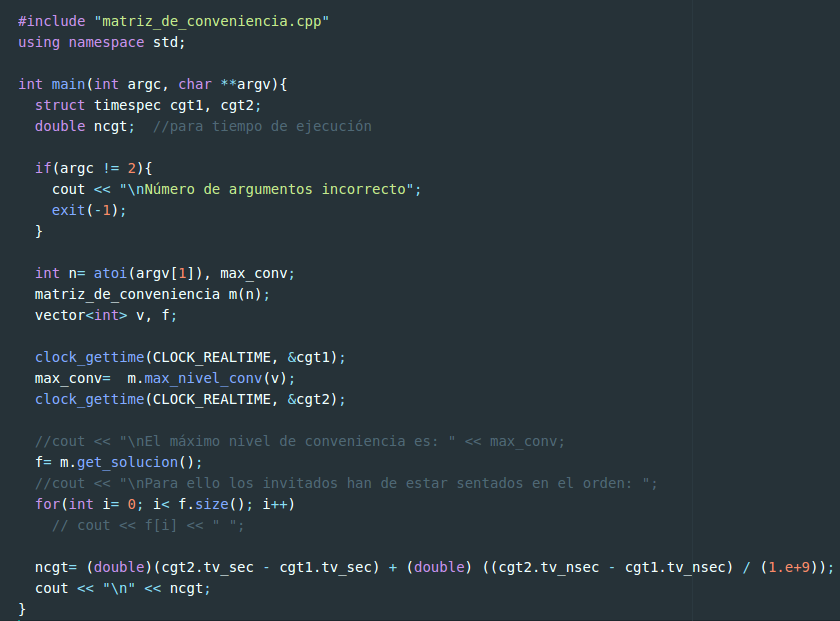 #include "matriz_de_conveniencia.cpp"
using namespace std;

int main(int argc, char **argv){
  struct timespec cgt1, cgt2;
  double ncgt;  //para tiempo de ejecución

  if(argc != 2){
    cout << "\nNúmero de argumentos incorrecto";
    exit(-1);
  }

  int n= atoi(argv[1]), max_conv;
  matriz_de_conveniencia m(n);
  vector<int> v, f;

  clock_gettime(CLOCK_REALTIME, &cgt1);
  max_conv=  m.max_nivel_conv(v);
  clock_gettime(CLOCK_REALTIME, &cgt2);

  //cout << "\nEl máximo nivel de conveniencia es: " << max_conv;
  f= m.get_solucion();
  //cout << "\nPara ello los invitados han de estar sentados en el orden: ";
  for(int i= 0; i< f.size(); i++)
    // cout << f[i] << " ";

  ncgt= (double)(cgt2.tv_sec - cgt1.tv_sec) + (double) ((cgt2.tv_nsec - cgt1.tv_nsec) / (1.e+9));
  cout << "\n" << ncgt;
}